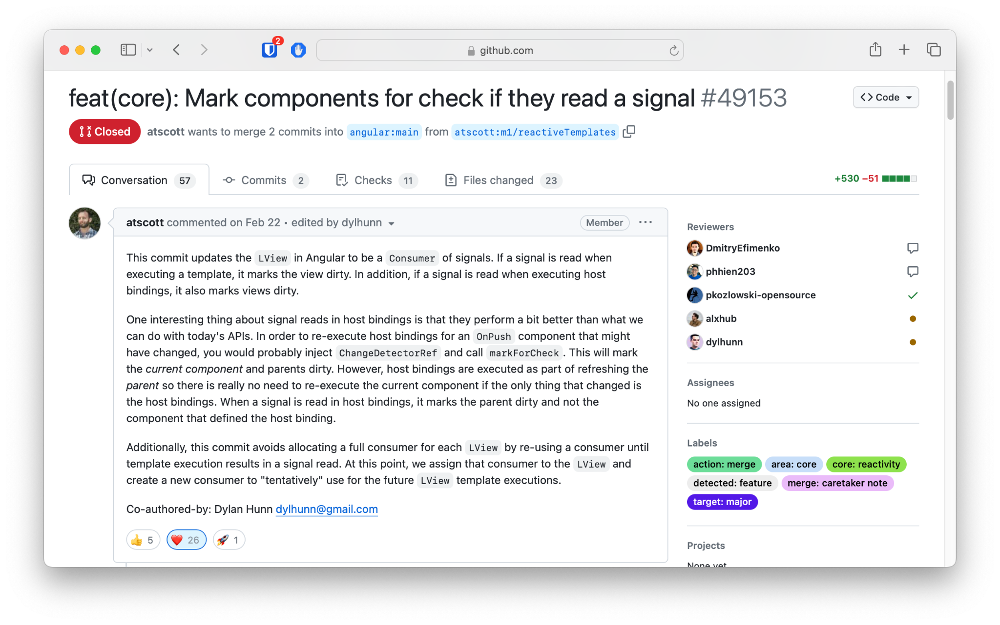 2
github.com
feat(core): Mark components for check if they read a signal #49153
Code
Closed
atscott wants to merge 2 commits into angular:main from atscott:m1/reactiveTemplates
Conversation 57
Commits 2
Checks 11
Files changed 23
+530 −51
atscott commented on Feb 22 • edited by dylhunn
Member
This commit updates the LView in Angular to be a Consumer of signals. If a signal is read when
executing a template, it marks the view dirty. In addition, if a signal is read when executing host
bindings, it also marks views dirty.
One interesting thing about signal reads in host bindings is that they perform a bit better than what we
can do with today's APIs. In order to re-execute host bindings for an OnPush component that might
have changed, you would probably inject ChangeDetectorRef and call markForCheck. This will mark
the current component and parents dirty. However, host bindings are executed as part of refreshing the
parent so there is really no need to re-execute the current component if the only thing that changed is
the host bindings. When a signal is read in host bindings, it marks the parent dirty and not the
component that defined the host binding.
Additionally, this commit avoids allocating a full consumer for each LView by re-using a consumer until
template execution results in a signal read. At this point, we assign that consumer to the LView and
create a new consumer to "tentatively" use for the future LView template executions.
Co-authored-by: Dylan Hunn dylhunn@gmail.com
👍 5
❤️ 26
🚀 1
Reviewers
DmitryEfimenko
phhien203
pkozlowski-opensource
alxhub
dylhunn
Assignees
No one assigned
Labels
action: merge
area: core
core: reactivity
detected: feature
merge: caretaker note
target: major
Projects
None yet